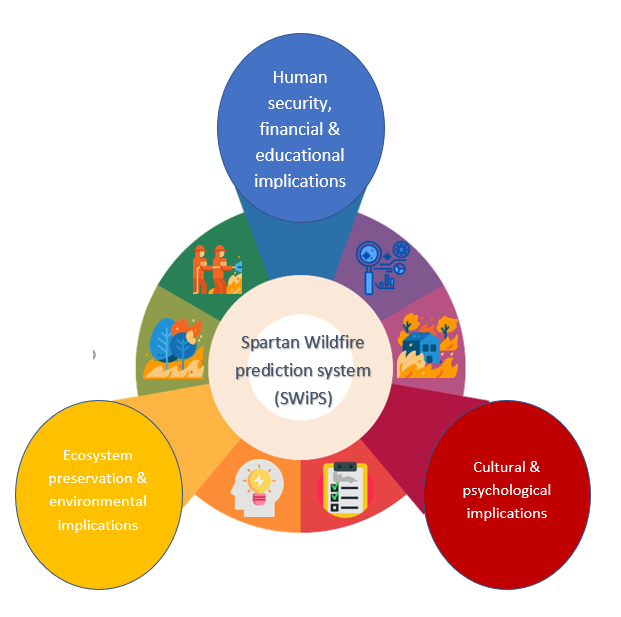 Human
security,
financial &
educational
implications
Spartan Wildfire
prediction system
(SWiPS)
Ecosystem
preservation &
environmental
implications
Cultural &
psychological
implications